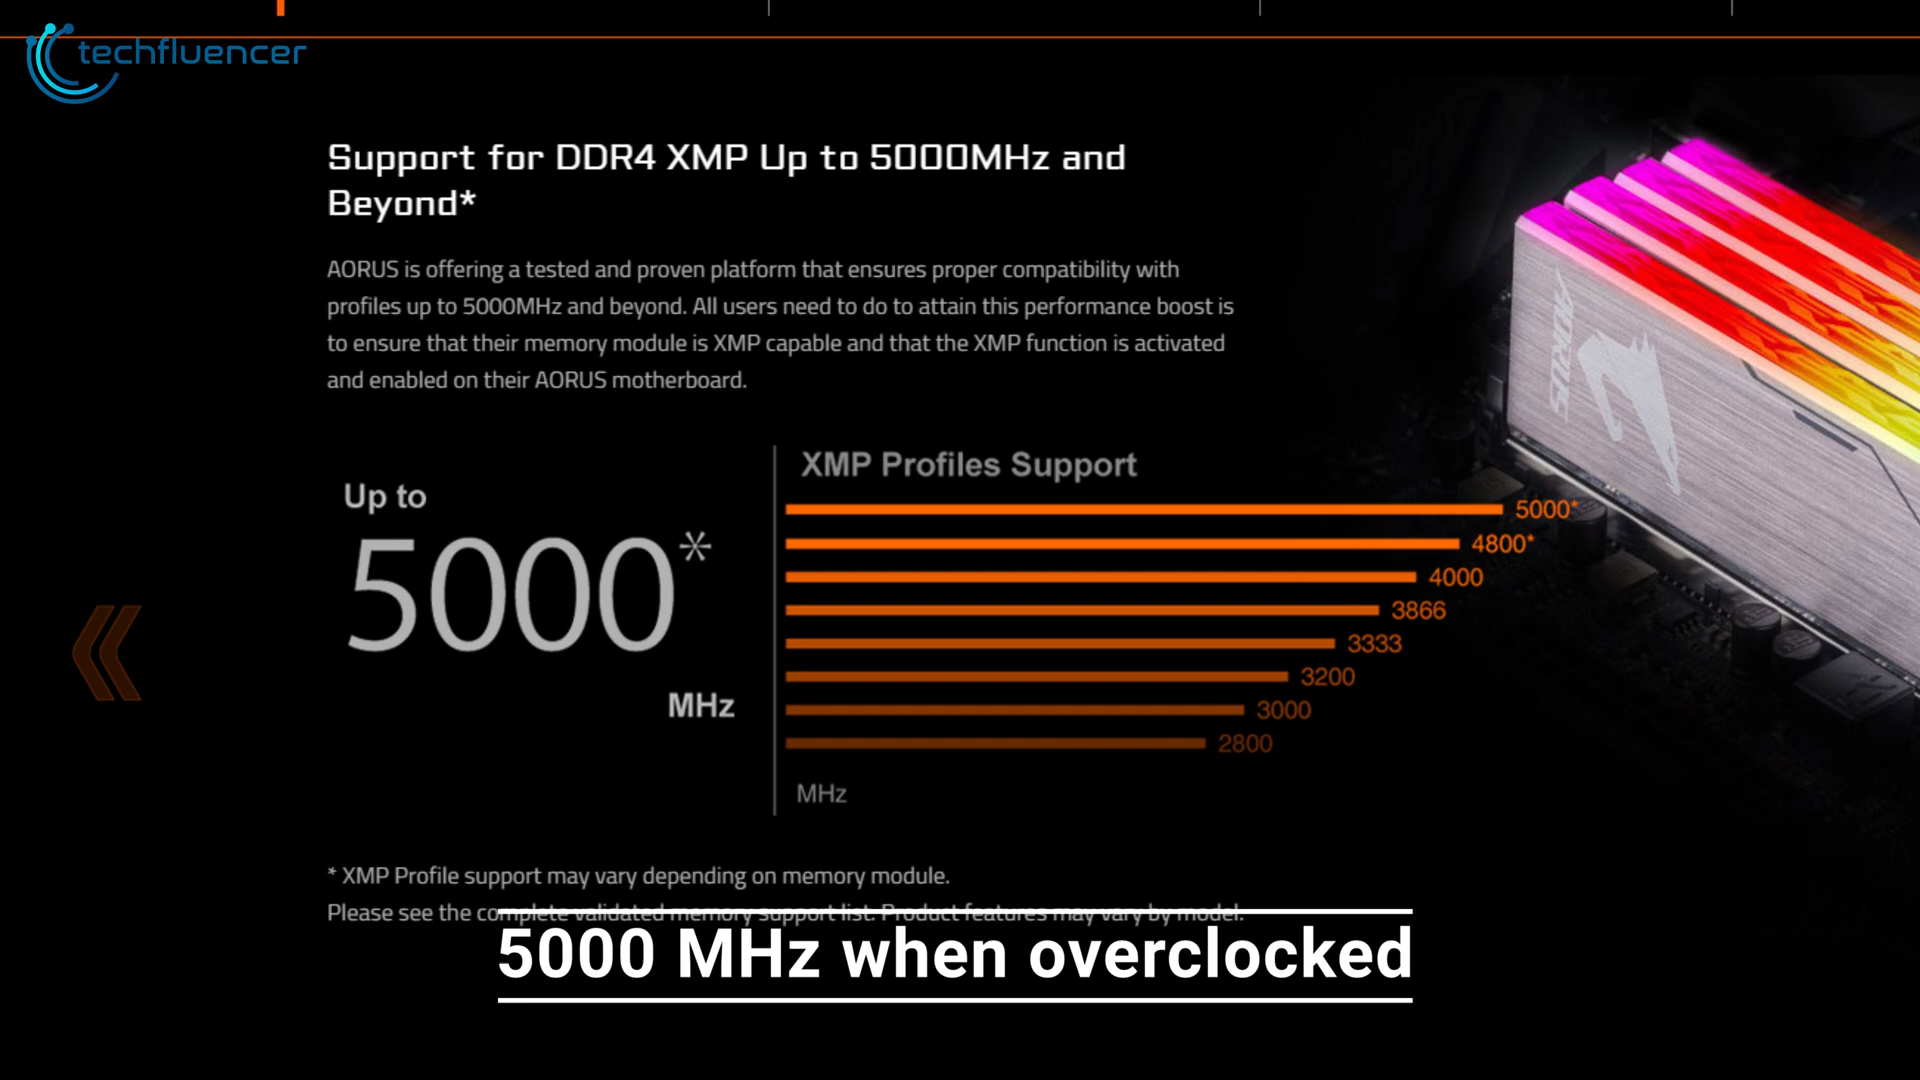 techfluencer
Support for DDR4 XMP Up to 5000MHz and
Beyond*
AORUS is offering a tested and proven platform that ensures proper compatibility with
profiles up to 5000MHz and beyond. All users need to do to attain this performance boost is
to ensure that their memory module is XMP capable and that the XMP function is activated
and enabled on their AORUS motherboard.
Up to
5000*
MHz
XMP Profiles Support
5000*
4800*
4000
3866
3333
3200
3000
2800
MHz
AORUS
* XMP Profile support may vary depending on memory module.
Please see the complete validated memory support list. Product features may vary by model.
5000 MHz when overclocked